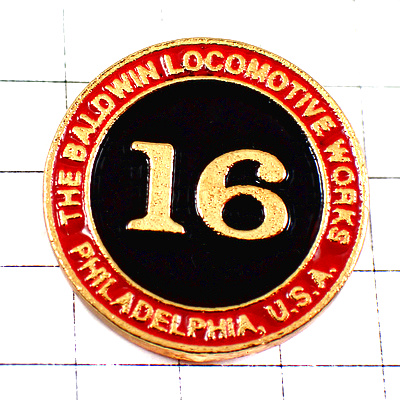 THE BALDWIN LOCOMOTIVE WORKS
16
PHILADELPHIA, U.S.A.